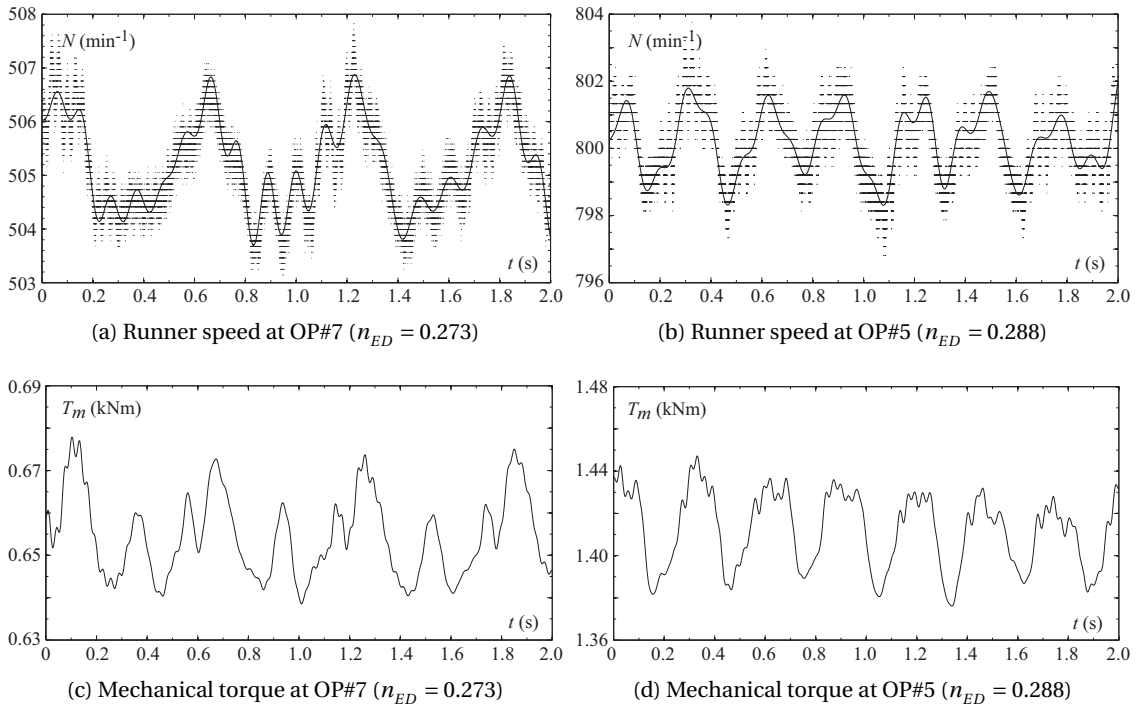 508
507
506
505
504
503
N (min⁻¹)
t (s)
0 0.2 0.4 0.6 0.8 1.0 1.2 1.4 1.6 1.8 2.0
(a) Runner speed at OP#7 (n_ED = 0.273)
804
802
800
798
796
N (min⁻¹)
t (s)
0 0.2 0.4 0.6 0.8 1.0 1.2 1.4 1.6 1.8 2.0
(b) Runner speed at OP#5 (n_ED = 0.288)
0.69
0.67
0.65
0.63
T_m (kNm)
t (s)
0 0.2 0.4 0.6 0.8 1.0 1.2 1.4 1.6 1.8 2.0
(c) Mechanical torque at OP#7 (n_ED = 0.273)
1.48
1.44
1.40
1.36
T_m (kNm)
t (s)
0 0.2 0.4 0.6 0.8 1.0 1.2 1.4 1.6 1.8 2.0
(d) Mechanical torque at OP#5 (n_ED = 0.288)